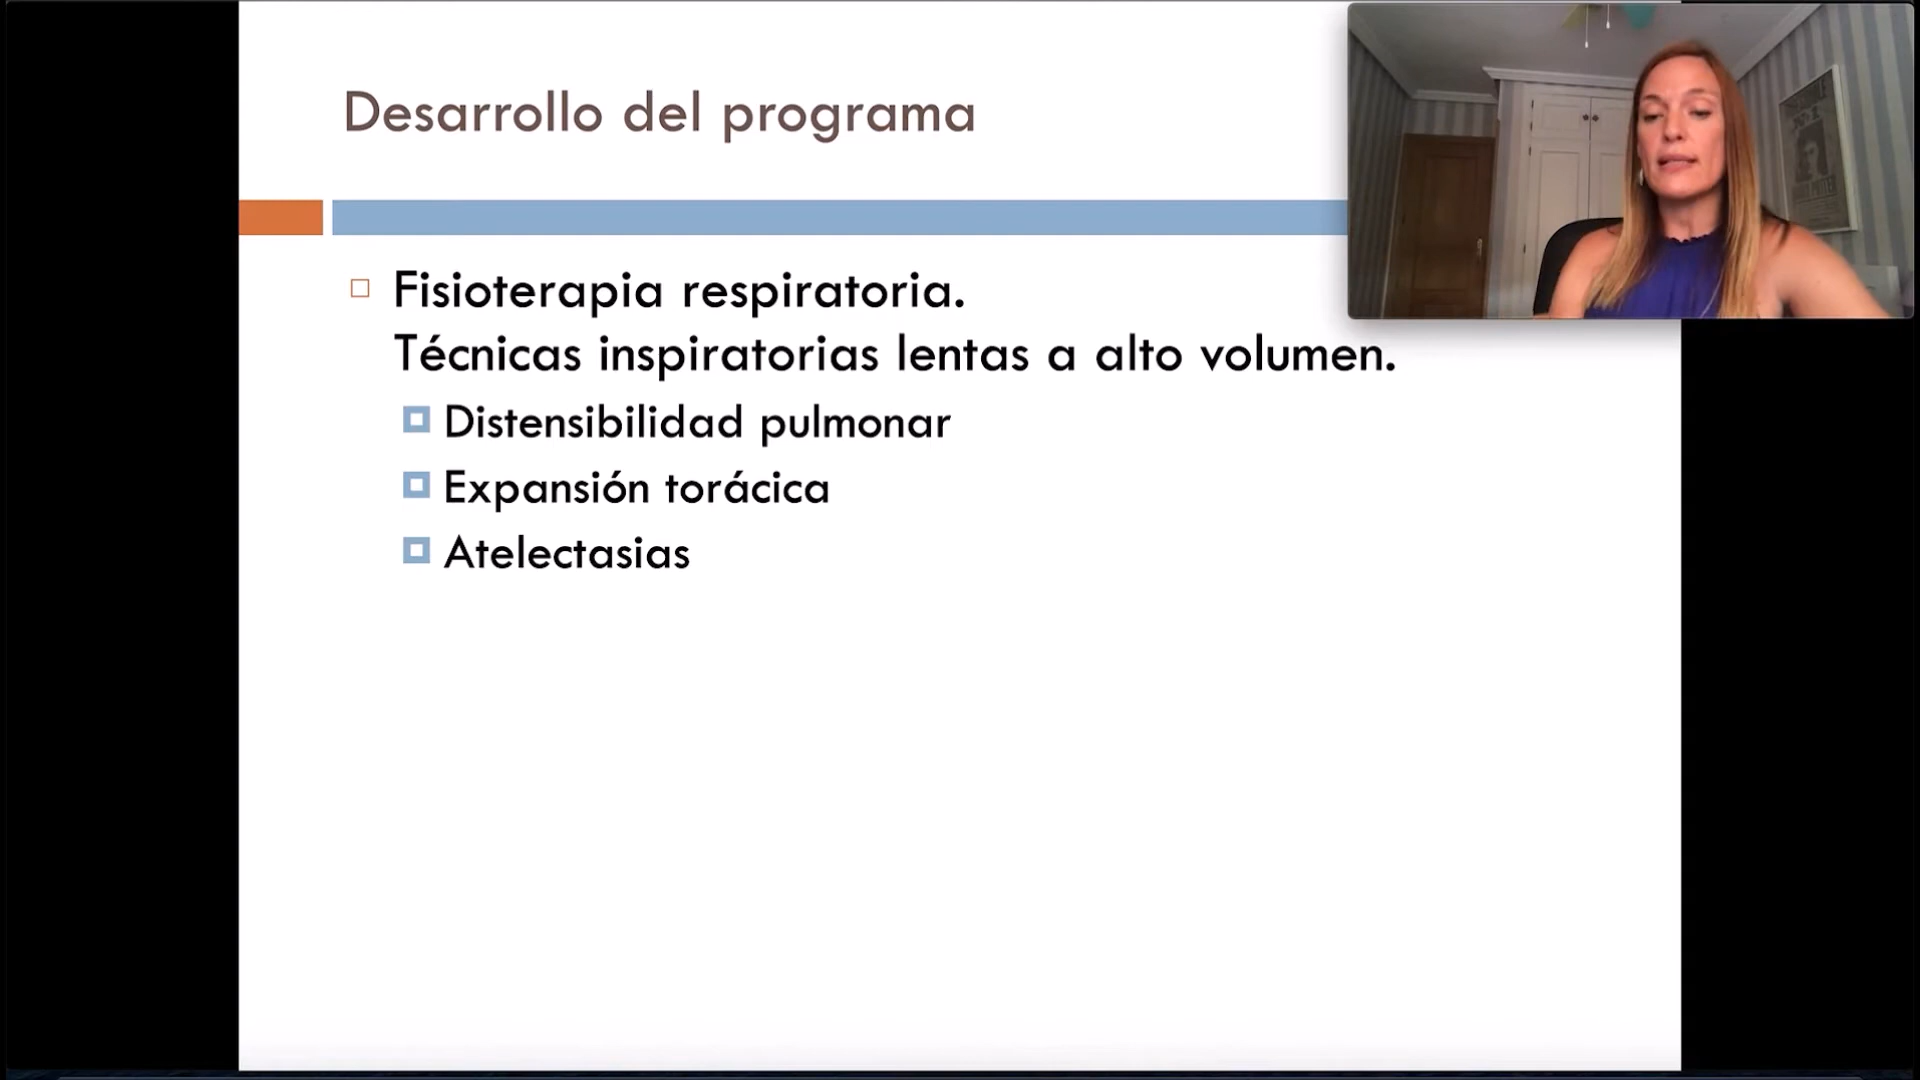 Desarrollo del programa
Fisioterapia respiratoria.
Técnicas inspiratorias lentas a alto volumen.
Distensibilidad pulmonar
Expansión torácica
Atelectasias